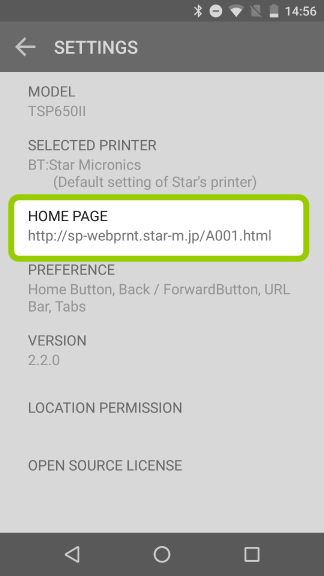 14:56
SETTINGS
MODEL
TSP650II
SELECTED PRINTER
BT:Star Micronics
(Default setting of Star's printer)
HOME PAGE
http://sp-webprnt.star-m.jp/A001.html
PREFERENCE
Home Button, Back / ForwardButton, URL
Bar, Tabs
VERSION
2.2.0
LOCATION PERMISSION
OPEN SOURCE LICENSE